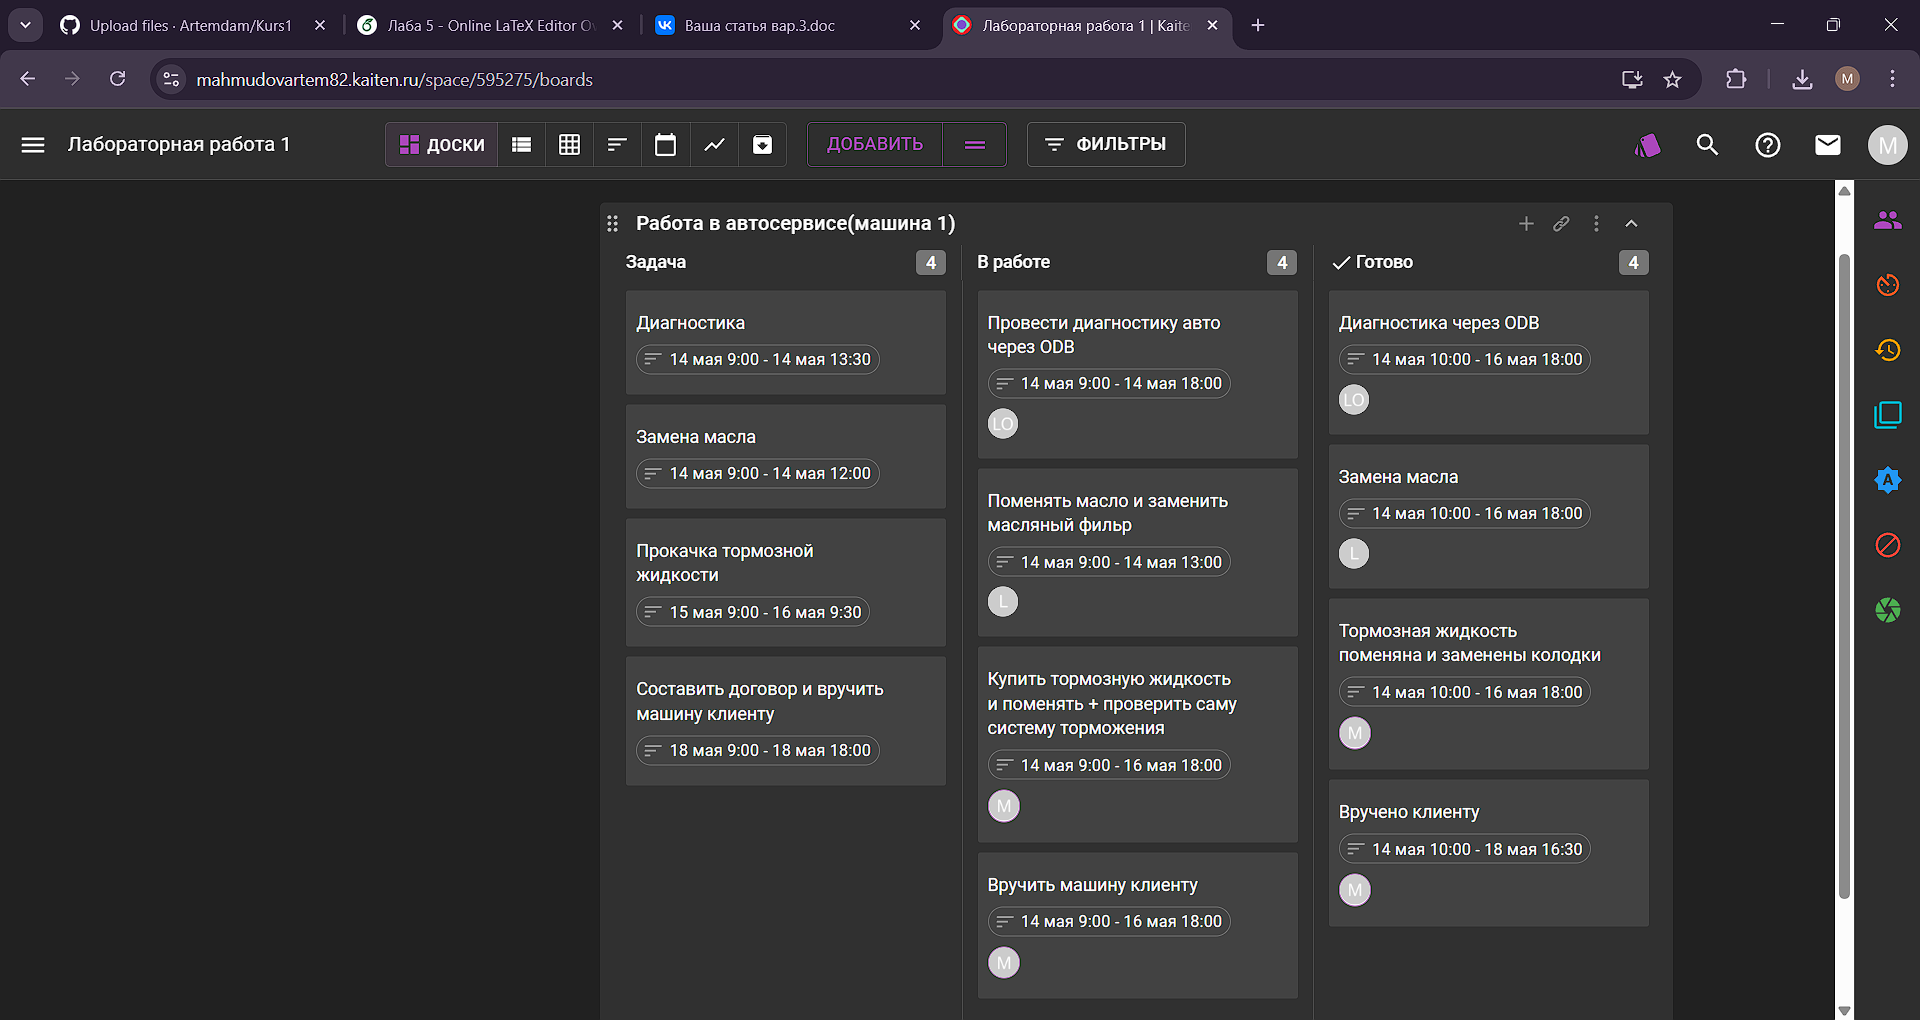 Upload files · Artemdam/Kurs1
Лаба 5 - Online LaTeX Editor Ov
Ваша статья вар.3.doc
Лабораторная работа 1 | Kaite
mahmudovartem82.kaiten.ru/space/595275/boards
M
Лабораторная работа 1
ДОСКИ
ДОБАВИТЬ
ФИЛЬТРЫ
M
Работа в автосервисе(машина 1)
Задача
4
Диагностика
14 мая 9:00 - 14 мая 13:30
Замена масла
14 мая 9:00 - 14 мая 12:00
Прокачка тормозной
жидкости
15 мая 9:00 - 16 мая 9:30
Составить договор и вручить
машину клиенту
18 мая 9:00 - 18 мая 18:00
В работе
4
Провести диагностику авто
через ODB
14 мая 9:00 - 14 мая 18:00
LO
Поменять масло и заменить
масляный фильр
14 мая 9:00 - 14 мая 13:00
L
Купить тормозную жидкость
и поменять + проверить саму
систему торможения
14 мая 9:00 - 16 мая 18:00
M
Вручить машину клиенту
14 мая 9:00 - 16 мая 18:00
M
Готово
4
Диагностика через ODB
14 мая 10:00 - 16 мая 18:00
LO
Замена масла
14 мая 10:00 - 16 мая 18:00
L
Тормозная жидкость
поменяна и заменены колодки
14 мая 10:00 - 16 мая 18:00
M
Вручено клиенту
14 мая 10:00 - 18 мая 16:30
M
A